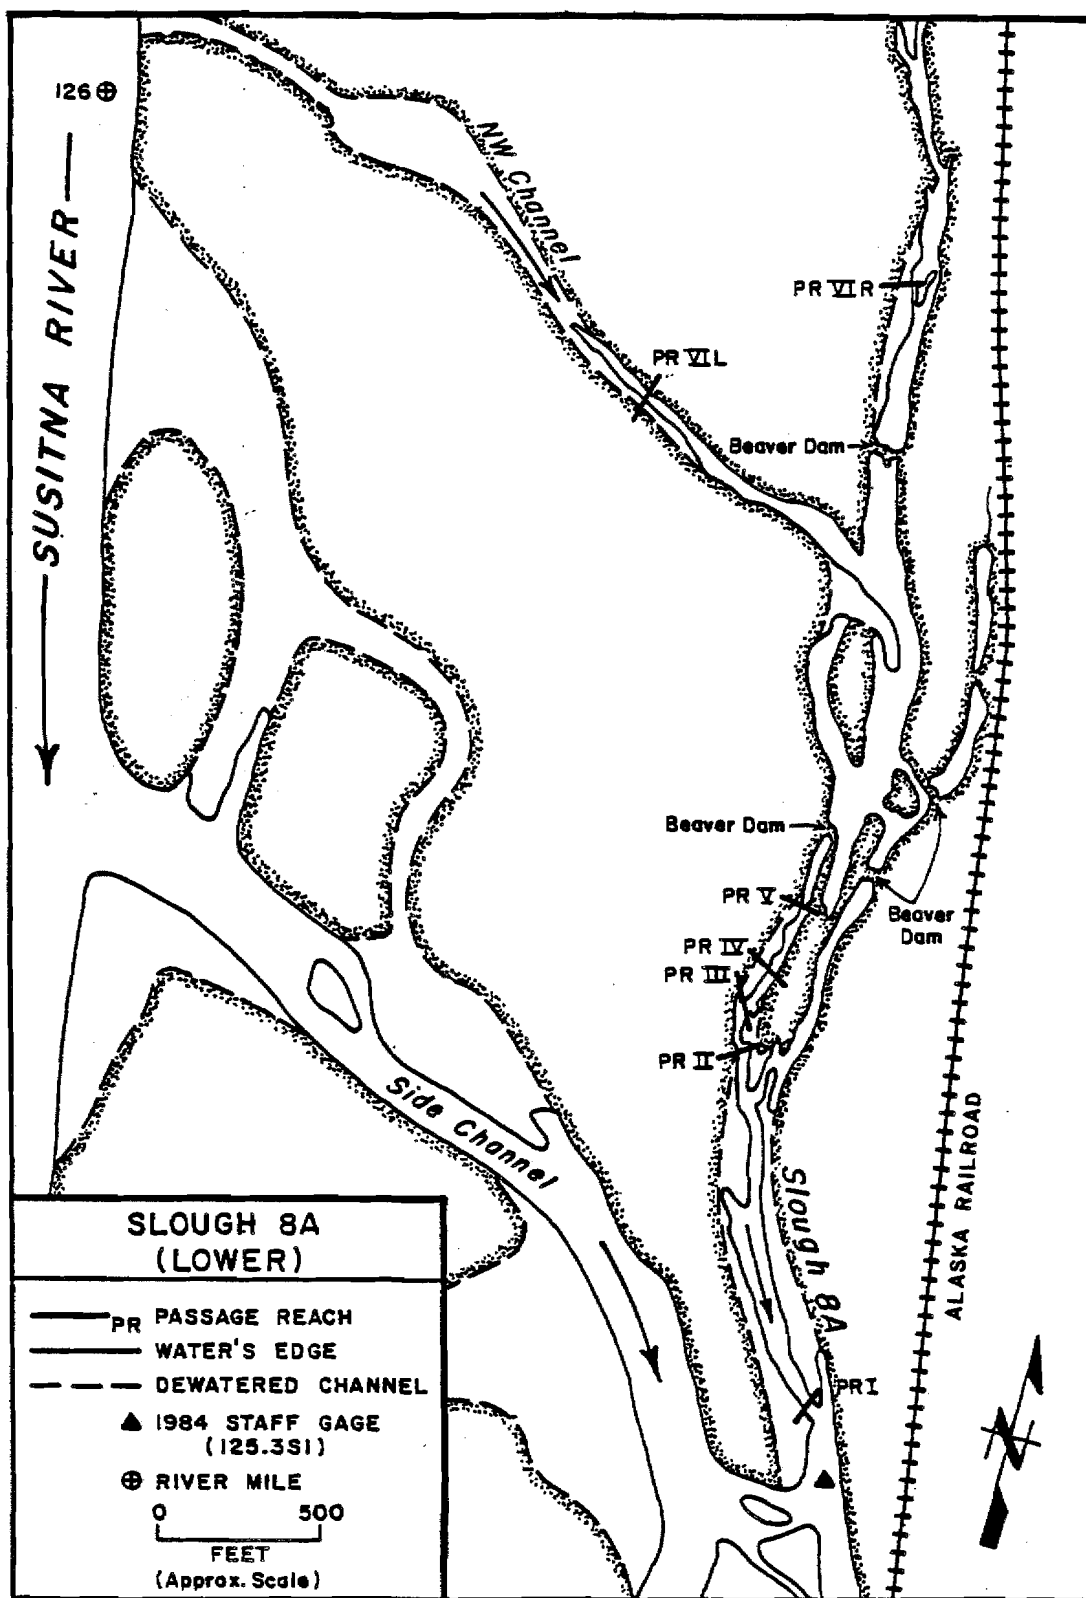 126
SUSITNA RIVER
NW Channel
PR VIR
PR VIL
Beaver Dam
Beaver Dam
PR V
Beaver
Dam
PR IV
PR III
PR II
Side Channel
Slough 8A
ALASKA RAILROAD
PR I
N
SLOUGH 8A
(LOWER)
PR PASSAGE REACH
WATER'S EDGE
DEWATERED CHANNEL
1984 STAFF GAGE
(125.3S1)
RIVER MILE
0 500
FEET
(Approx. Scale)